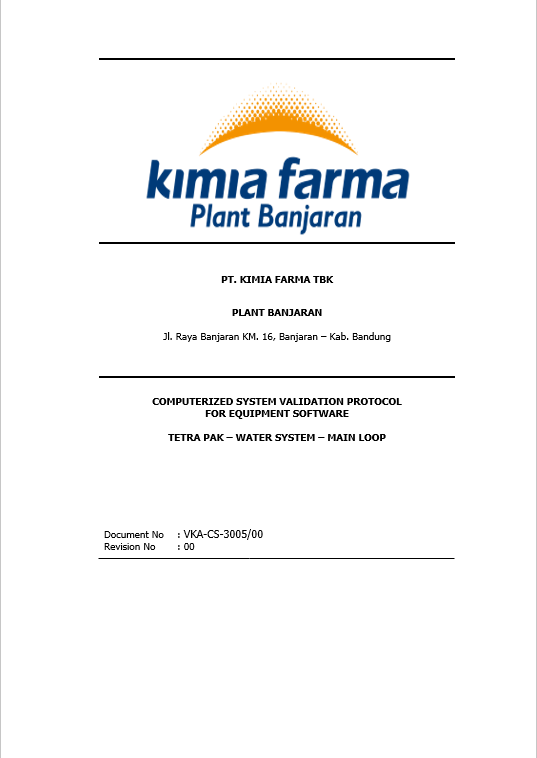 kimia farma
Plant Banjaran
PT. KIMIA FARMA TBK
PLANT BANJARAN
Jl. Raya Banjaran KM. 16, Banjaran – Kab. Bandung
COMPUTERIZED SYSTEM VALIDATION PROTOCOL
FOR EQUIPMENT SOFTWARE
TETRA PAK – WATER SYSTEM – MAIN LOOP
Document No : VKA-CS-3005/00
Revision No : 00